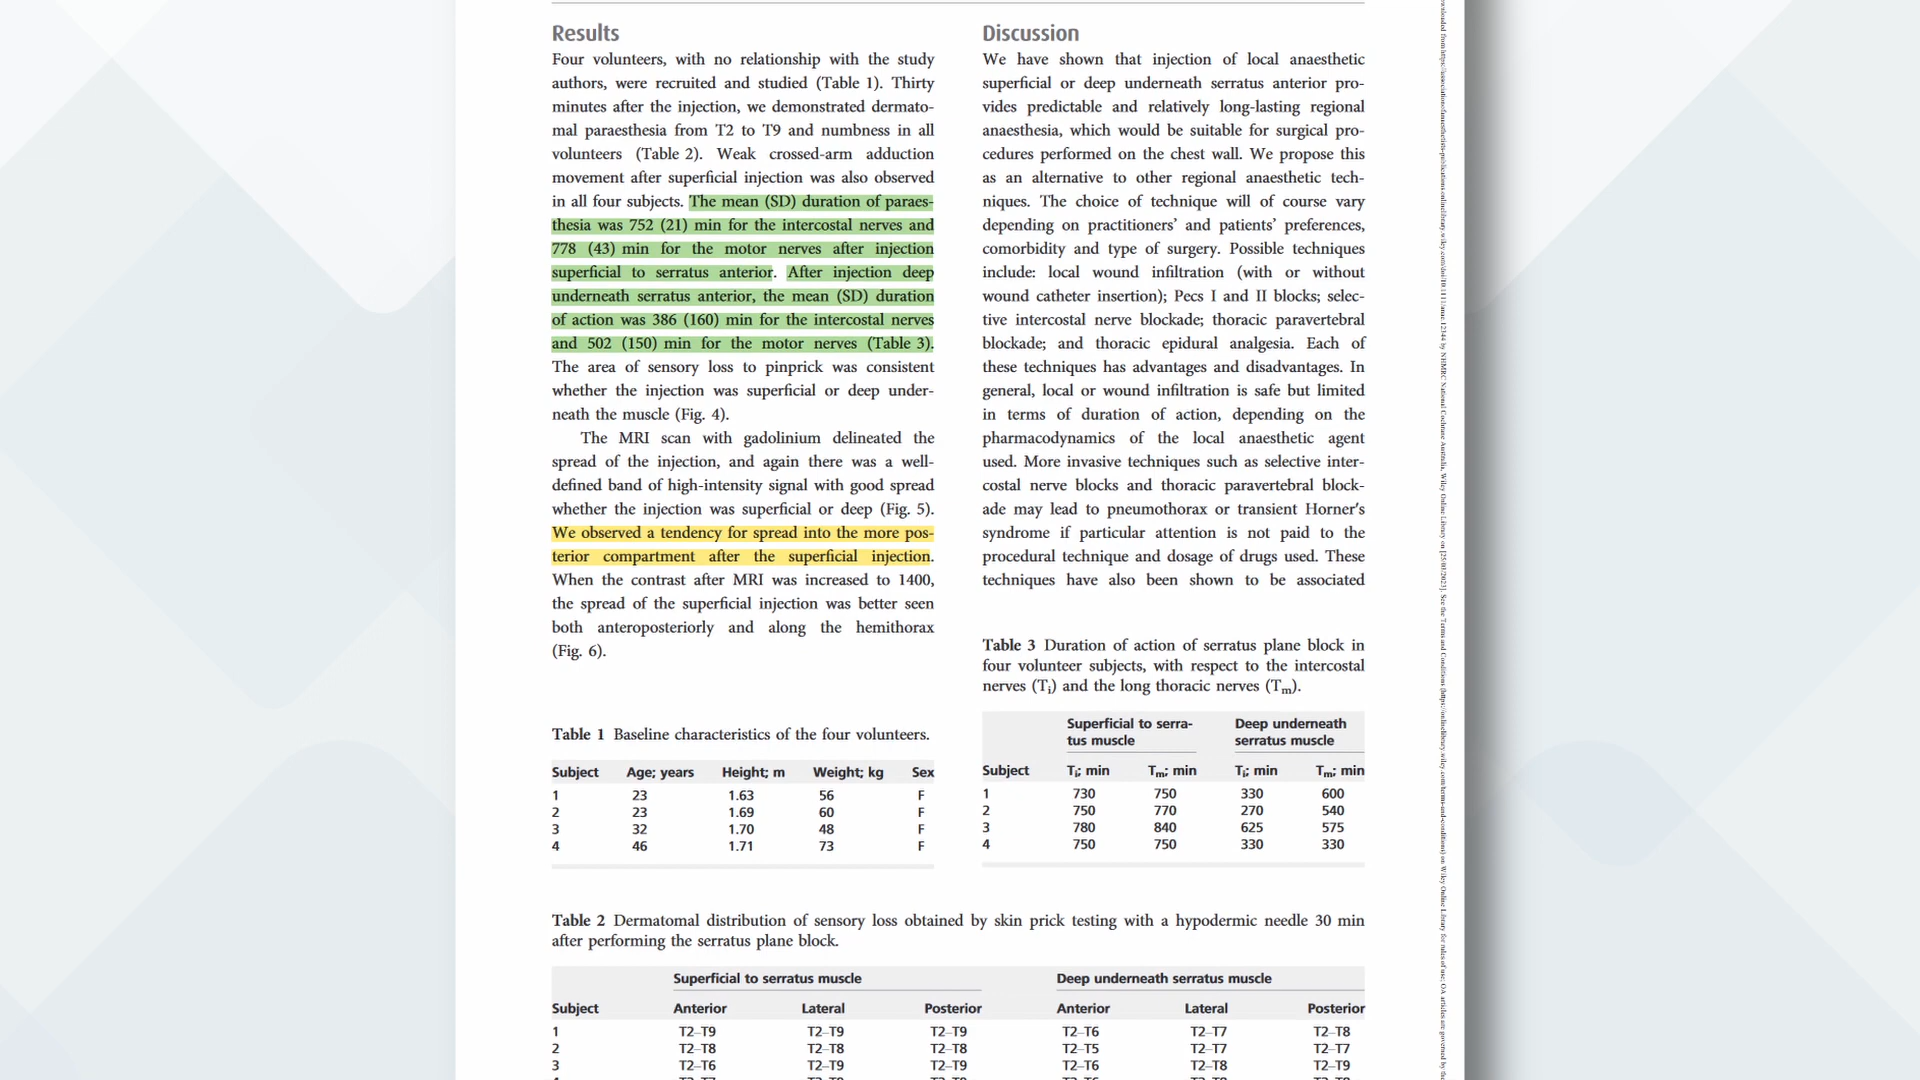 Results
Four volunteers, with no relationship with the study
authors, were recruited and studied (Table 1). Thirty
minutes after the injection, we demonstrated dermato-
mal paraesthesia from T2 to T9 and numbness in all
volunteers (Table 2). Weak crossed-arm adduction
movement after superficial injection was also observed
in all four subjects. The mean (SD) duration of paraes-
thesia was 752 (21) min for the intercostal nerves and
778 (43) min for the motor nerves after injection
superficial to serratus anterior. After injection deep
underneath serratus anterior, the mean (SD) duration
of action was 386 (160) min for the intercostal nerves
and 502 (150) min for the motor nerves (Table 3).
The area of sensory loss to pinprick was consistent
whether the injection was superficial or deep under-
neath the muscle (Fig. 4).
The MRI scan with gadolinium delineated the
spread of the injection, and again there was a well-
defined band of high-intensity signal with good spread
whether the injection was superficial or deep (Fig. 5).
We observed a tendency for spread into the more pos-
terior compartment after the superficial injection.
When the contrast after MRI was increased to 1400,
the spread of the superficial injection was better seen
both anteroposteriorly and along the hemithorax
(Fig. 6).
Table 1 Baseline characteristics of the four volunteers.
Subject Age; years Height; m Weight; kg Sex
1 23 1.63 56 F
2 23 1.69 60 F
3 32 1.70 48 F
4 46 1.71 73 F
Discussion
We have shown that injection of local anaesthetic
superficial or deep underneath serratus anterior pro-
vides predictable and relatively long-lasting regional
anaesthesia, which would be suitable for surgical pro-
cedures performed on the chest wall. We propose this
as an alternative to other regional anaesthetic tech-
niques. The choice of technique will of course vary
depending on practitioners' and patients' preferences,
comorbidity and type of surgery. Possible techniques
include: local wound infiltration (with or without
wound catheter insertion); Pecs I and II blocks; selec-
tive intercostal nerve blockade; thoracic paravertebral
blockade; and thoracic epidural analgesia. Each of
these techniques has advantages and disadvantages. In
general, local or wound infiltration is safe but limited
in terms of duration of action, depending on the
pharmacodynamics of the local anaesthetic agent
used. More invasive techniques such as selective inter-
costal nerve blocks and thoracic paravertebral block-
ade may lead to pneumothorax or transient Horner's
syndrome if particular attention is not paid to the
procedural technique and dosage of drugs used. These
techniques have also been shown to be associated
Table 3 Duration of action of serratus plane block in
four volunteer subjects, with respect to the intercostal
nerves (Ti) and the long thoracic nerves (Tm).
Superficial to serra- Deep underneath
tus muscle serratus muscle
Subject Ti; min Tm; min Ti; min Tm; min
1 730 750 330 600
2 750 770 270 540
3 780 840 625 575
4 750 750 330 330
Table 2 Dermatomal distribution of sensory loss obtained by skin prick testing with a hypodermic needle 30 min
after performing the serratus plane block.
Superficial to serratus muscle Deep underneath serratus muscle
Subject Anterior Lateral Posterior Anterior Lateral Posterior
1 T2–T9 T2–T9 T2–T9 T2–T6 T2–T7 T2–T8
2 T2–T8 T2–T8 T2–T8 T2–T5 T2–T7 T2–T7
3 T2–T6 T2–T9 T2–T9 T2–T6 T2–T8 T2–T9